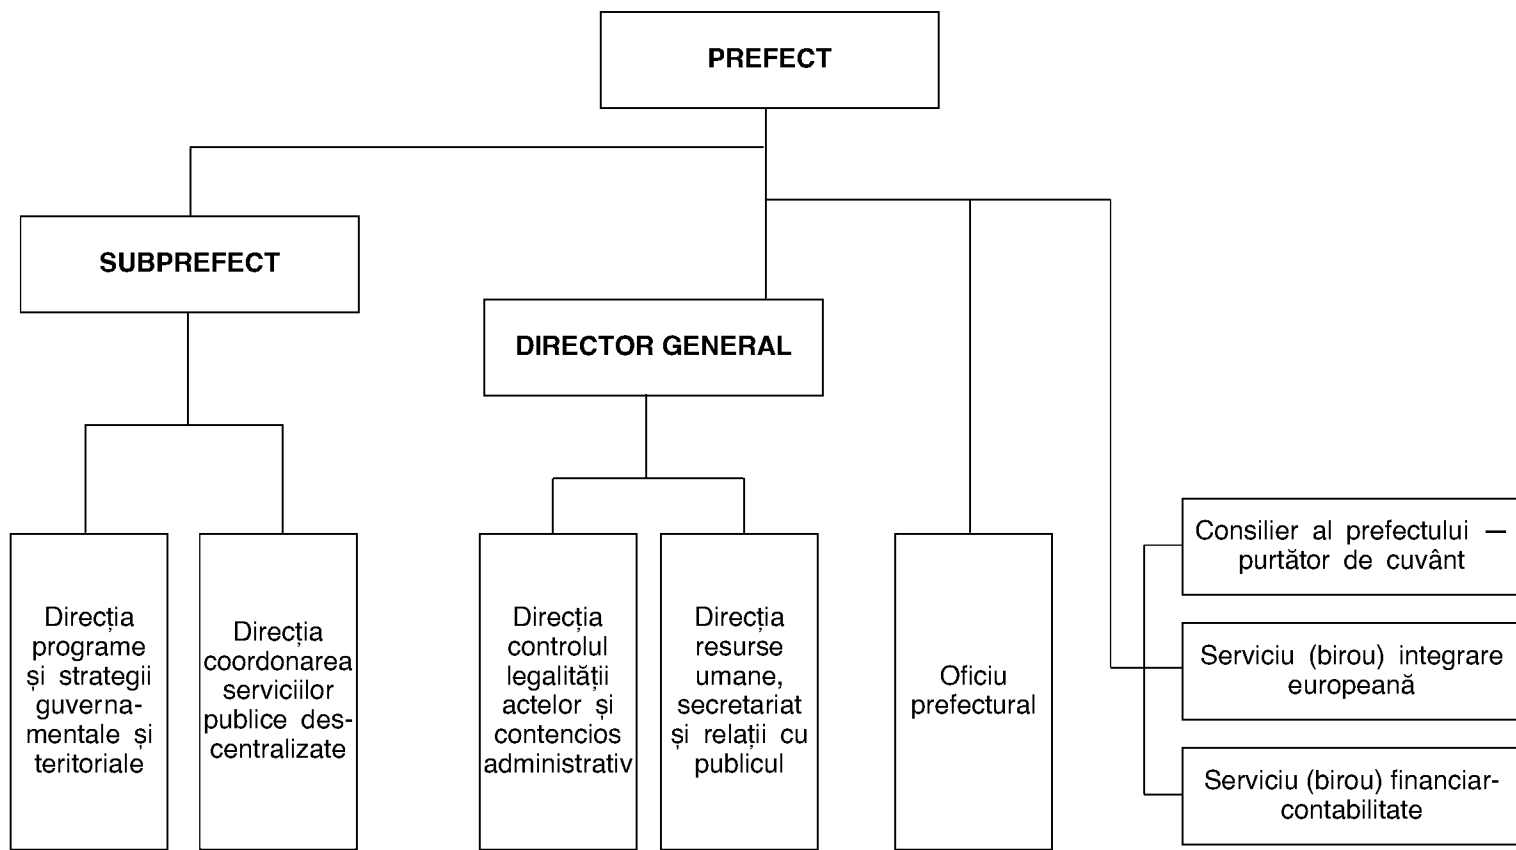 PREFECT
SUBPREFECT
DIRECTOR GENERAL
Direcția
programe
și strategii
guverna-
mentale și
teritoriale
Direcția
coordonarea
serviciilor
publice des-
centralizate
Direcția
controlul
legalității
actelor și
contencios
administrativ
Direcția
resurse
umane,
secretariat
și relații cu
publicul
Oficiu
prefectural
Consilier al prefectului —
purtător de cuvânt
Serviciu (birou) integrare
europeană
Serviciu (birou) financiar-
contabilitate